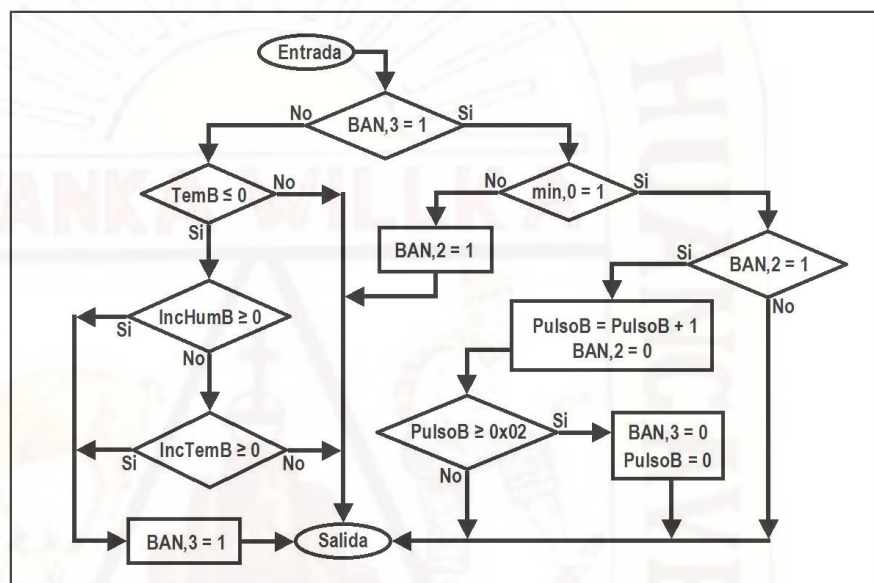 Entrada
No
BAN,3 = 1
Si
TemB ≤ 0
No
Si
No
min,0 = 1
Si
BAN,2 = 1
Si
BAN,2 = 1
No
IncHumB ≥ 0
Si
No
PulsoB = PulsoB + 1
BAN,2 = 0
IncTemB ≥ 0
Si
No
PulsoB ≥ 0x02
Si
No
BAN,3 = 0
PulsoB = 0
BAN,3 = 1
Salida
ANKA WILLKA